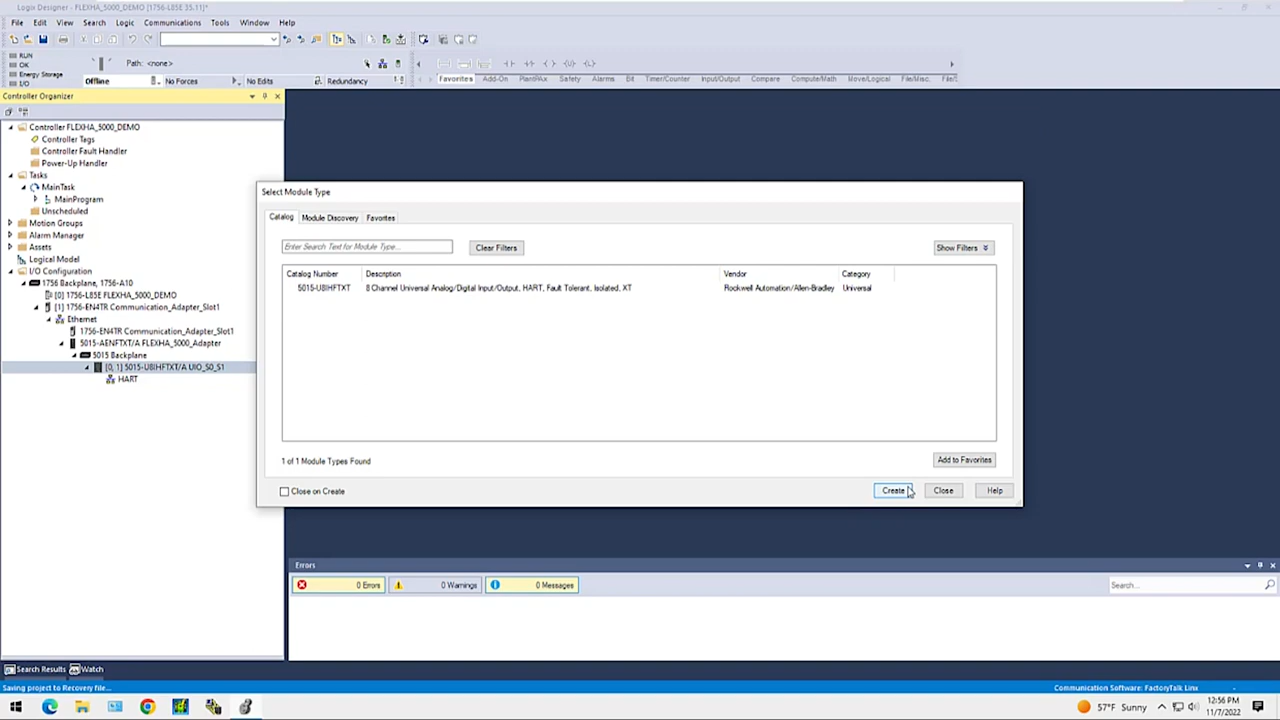 Logix Designer - FLEXHA_5000_DEMO [1756-L85E 35.11]*
File Edit View Search Logic Communications Tools Window Help
RUN
OK
Energy Storage
I/O
Path: <none>
Offline No Forces No Edits Redundancy
Favorites Add-On PlantPAx Safety Alarms Bit Timer/Counter Input/Output Compare Compute/Math Move/Logical File/Misc.
Controller Organizer
Controller FLEXHA_5000_DEMO
Controller Tags
Controller Fault Handler
Power-Up Handler
Tasks
MainTask
MainProgram
Unscheduled
Motion Groups
Alarm Manager
Assets
Logical Model
I/O Configuration
1756 Backplane, 1756-A10
[0] 1756-L85E FLEXHA_5000_DEMO
[1] 1756-EN4TR Communication_Adapter_Slot1
Ethernet
1756-EN4TR Communication_Adapter_Slot1
5015-AENFTXT/A FLEXHA_5000_Adapter
5015 Backplane
[0, 1] 5015-U8IHFTXT/A UIO_S0_S1
HART
Select Module Type
Catalog Module Discovery Favorites
Enter Search Text for Module Type...
Clear Filters
Show Filters
Catalog Number Description Vendor Category
5015-U8IHFTXT 8 Channel Universal Analog/Digital Input/Output, HART, Fault Tolerant, Isolated, XT Rockwell Automation/Allen-Bradley Universal
1 of 1 Module Types Found
Add to Favorites
Close on Create
Create Close Help
Errors
0 Errors 0 Warnings 0 Messages
Search...
Search Results Watch
Saving project to Recovery file...
Communication Software: FactoryTalk Linx
57°F Sunny
12:56 PM
11/7/2022